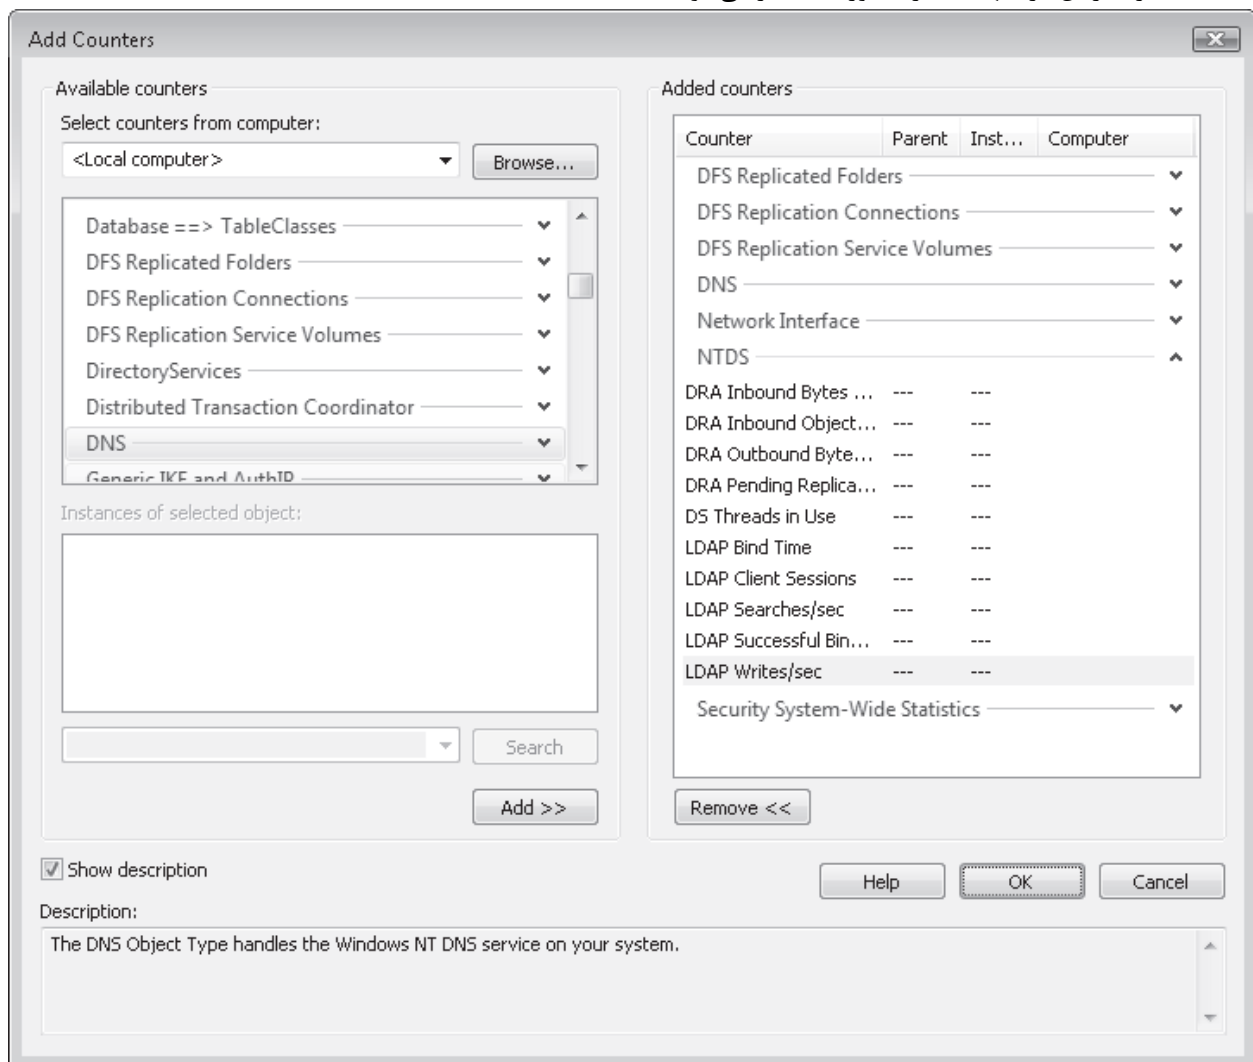 Add Counters
Available counters
Select counters from computer:
<Local computer>
Browse...
Database ==> TableClasses
DFS Replicated Folders
DFS Replication Connections
DFS Replication Service Volumes
DirectoryServices
Distributed Transaction Coordinator
DNS
Generic IKE and AuthIP
Instances of selected object:
Search
Add >>
Added counters
Counter Parent Inst... Computer
DFS Replicated Folders
DFS Replication Connections
DFS Replication Service Volumes
DNS
Network Interface
NTDS
DRA Inbound Bytes ... --- ---
DRA Inbound Object... --- ---
DRA Outbound Byte... --- ---
DRA Pending Replica... --- ---
DS Threads in Use --- ---
LDAP Bind Time --- ---
LDAP Client Sessions --- ---
LDAP Searches/sec --- ---
LDAP Successful Bin... --- ---
LDAP Writes/sec --- ---
Security System-Wide Statistics
Remove <<
Show description
Help OK Cancel
Description:
The DNS Object Type handles the Windows NT DNS service on your system.